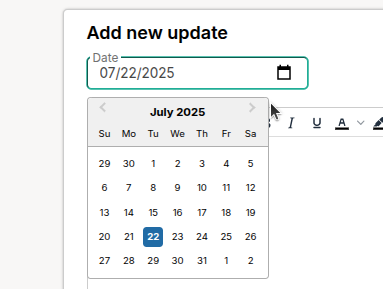 Add new update
Date
07/22/2025
July 2025
Su Mo Tu We Th Fr Sa
29 30 1 2 3 4 5
6 7 8 9 10 11 12
13 14 15 16 17 18 19
20 21 22 23 24 25 26
27 28 29 30 31 1 2
I U A